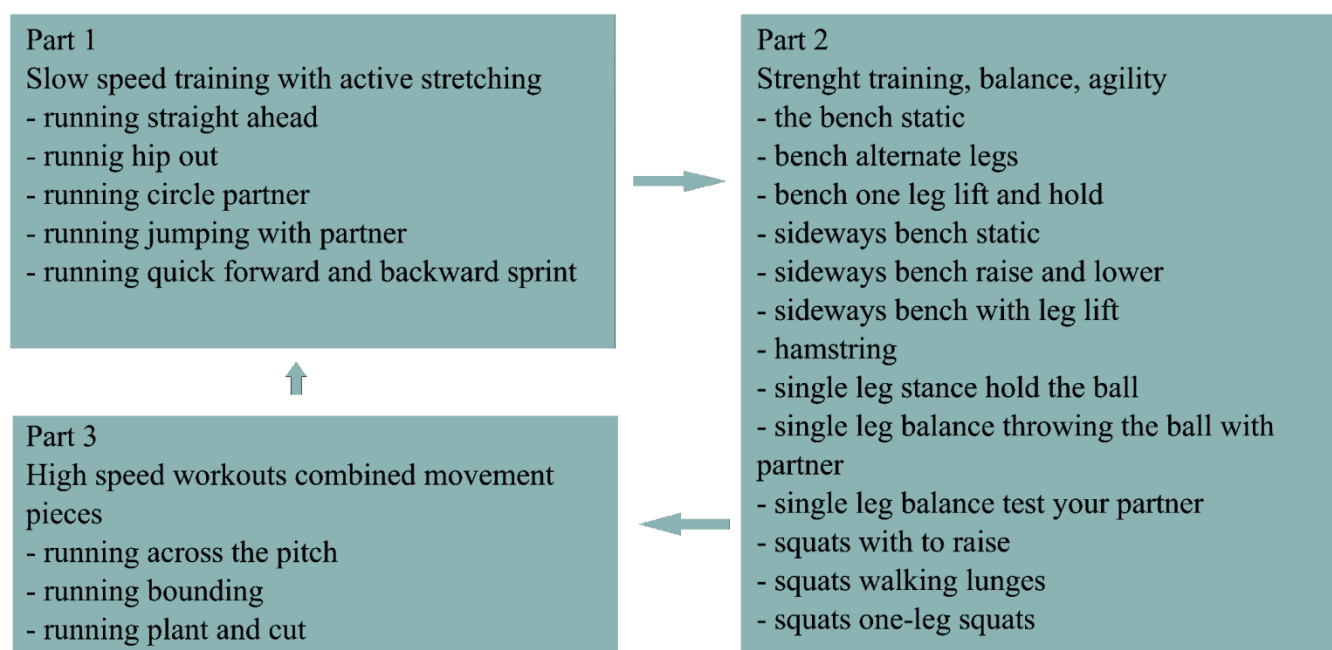 Part 1
Slow speed training with active stretching
- running straight ahead
- runnig hip out
- running circle partner
- running jumping with partner
- running quick forward and backward sprint
Part 2
Strenght training, balance, agility
- the bench static
- bench alternate legs
- bench one leg lift and hold
- sideways bench static
- sideways bench raise and lower
- sideways bench with leg lift
- hamstring
- single leg stance hold the ball
- single leg balance throwing the ball with
partner
- single leg balance test your partner
- squats with to raise
- squats walking lunges
- squats one-leg squats
Part 3
High speed workouts combined movement
pieces
- running across the pitch
- running bounding
- running plant and cut